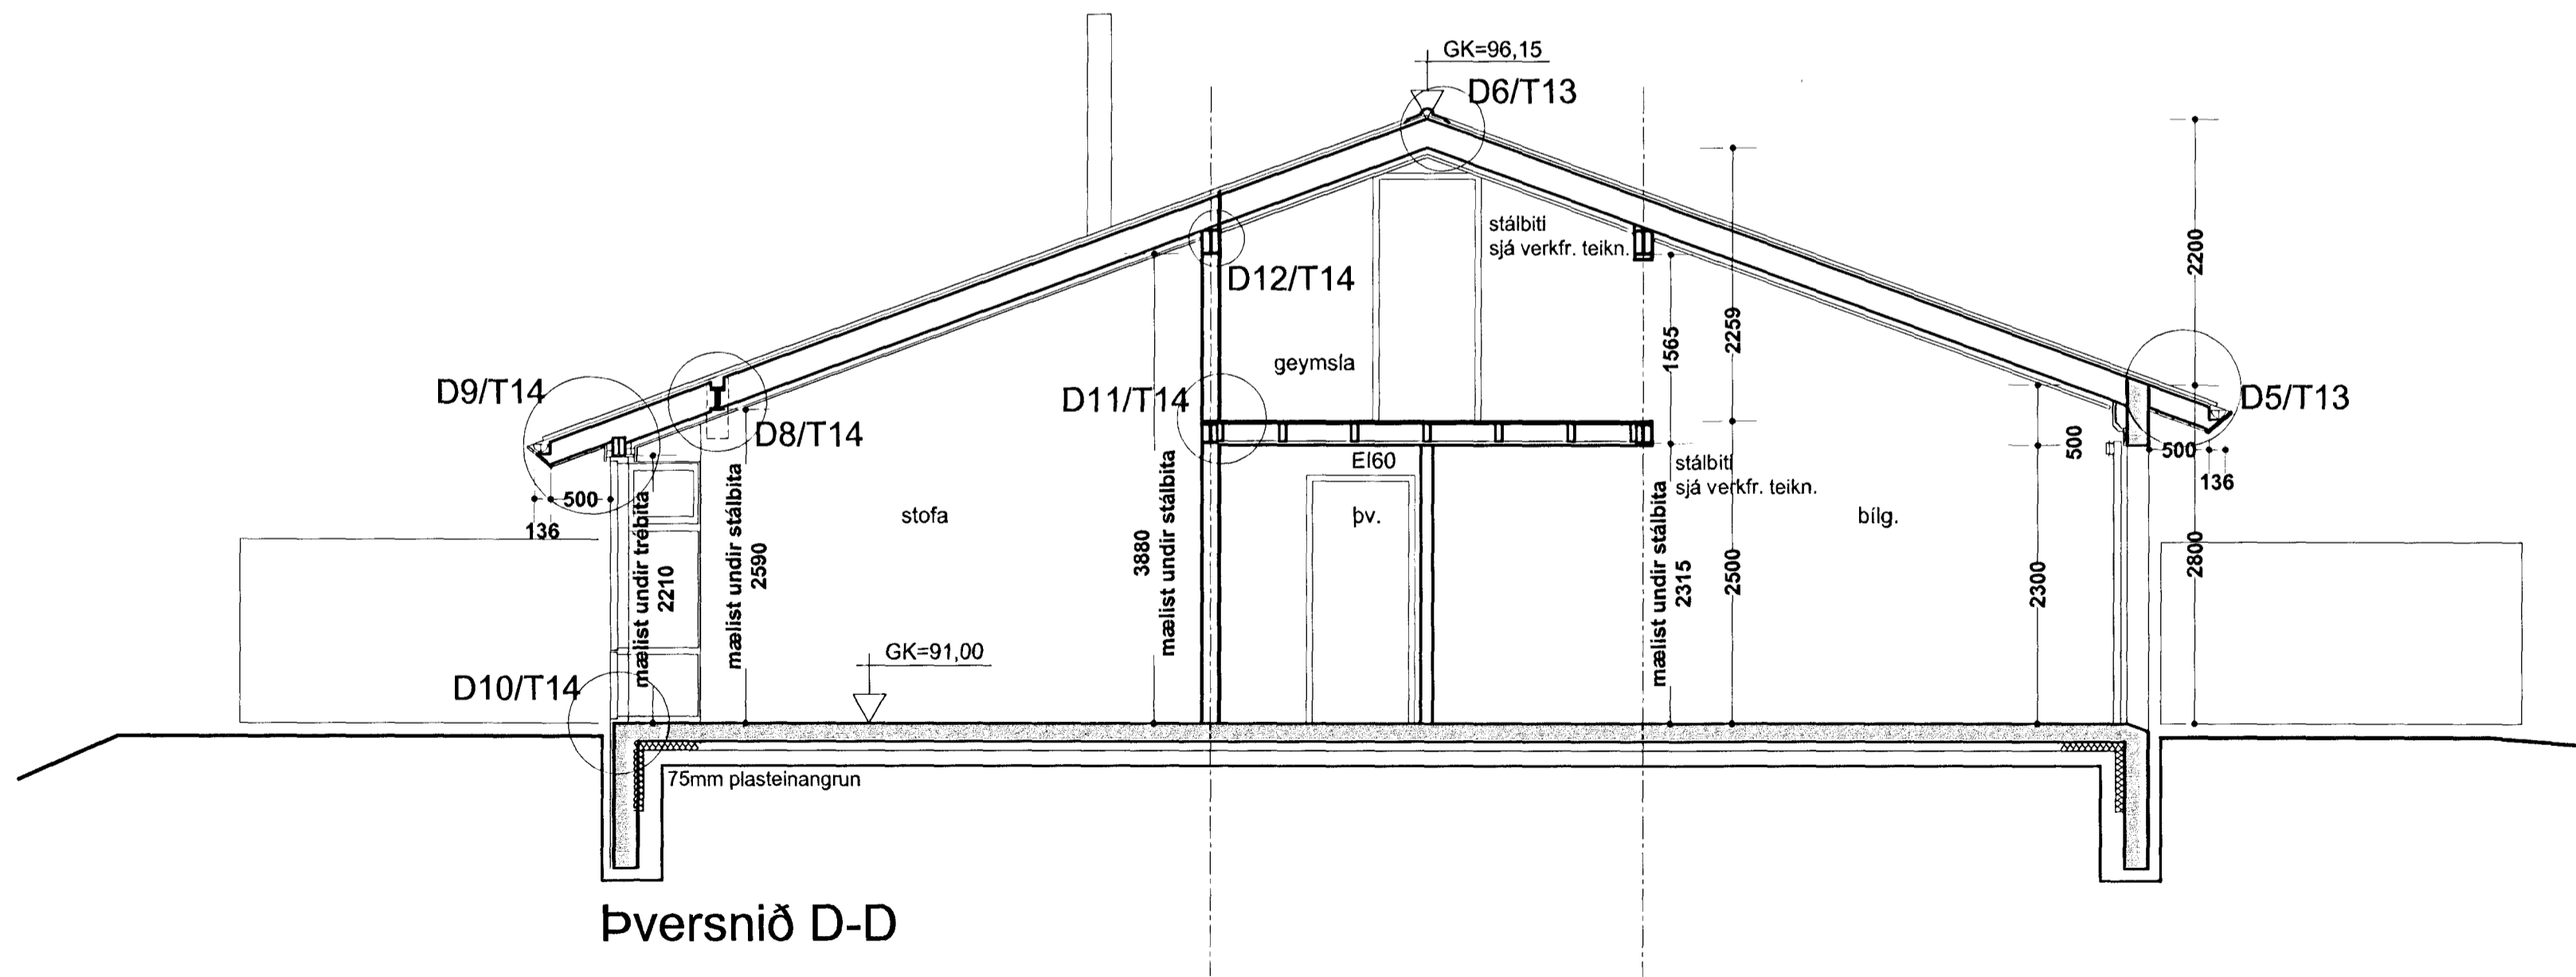 GK=96,15
D6/T13
stálbiti
sjá verkfr. teikn.
2200
D12/T14
2259
1565
geymsla
D9/T14
D11/T14
D5/T13
D8/T14
500
500
EI60
stálbiti
sjá verkfr. teikn.
136
500
136
stofa
þv.
bílg.
mælist undir trébita
2210
mælist undir stálbita
2590
3880
mælist undir stálbita
mælist undir stálbita
2315
2500
2300
2800
GK=91,00
D10/T14
75mm plasteinangrun
Þversnið D-D